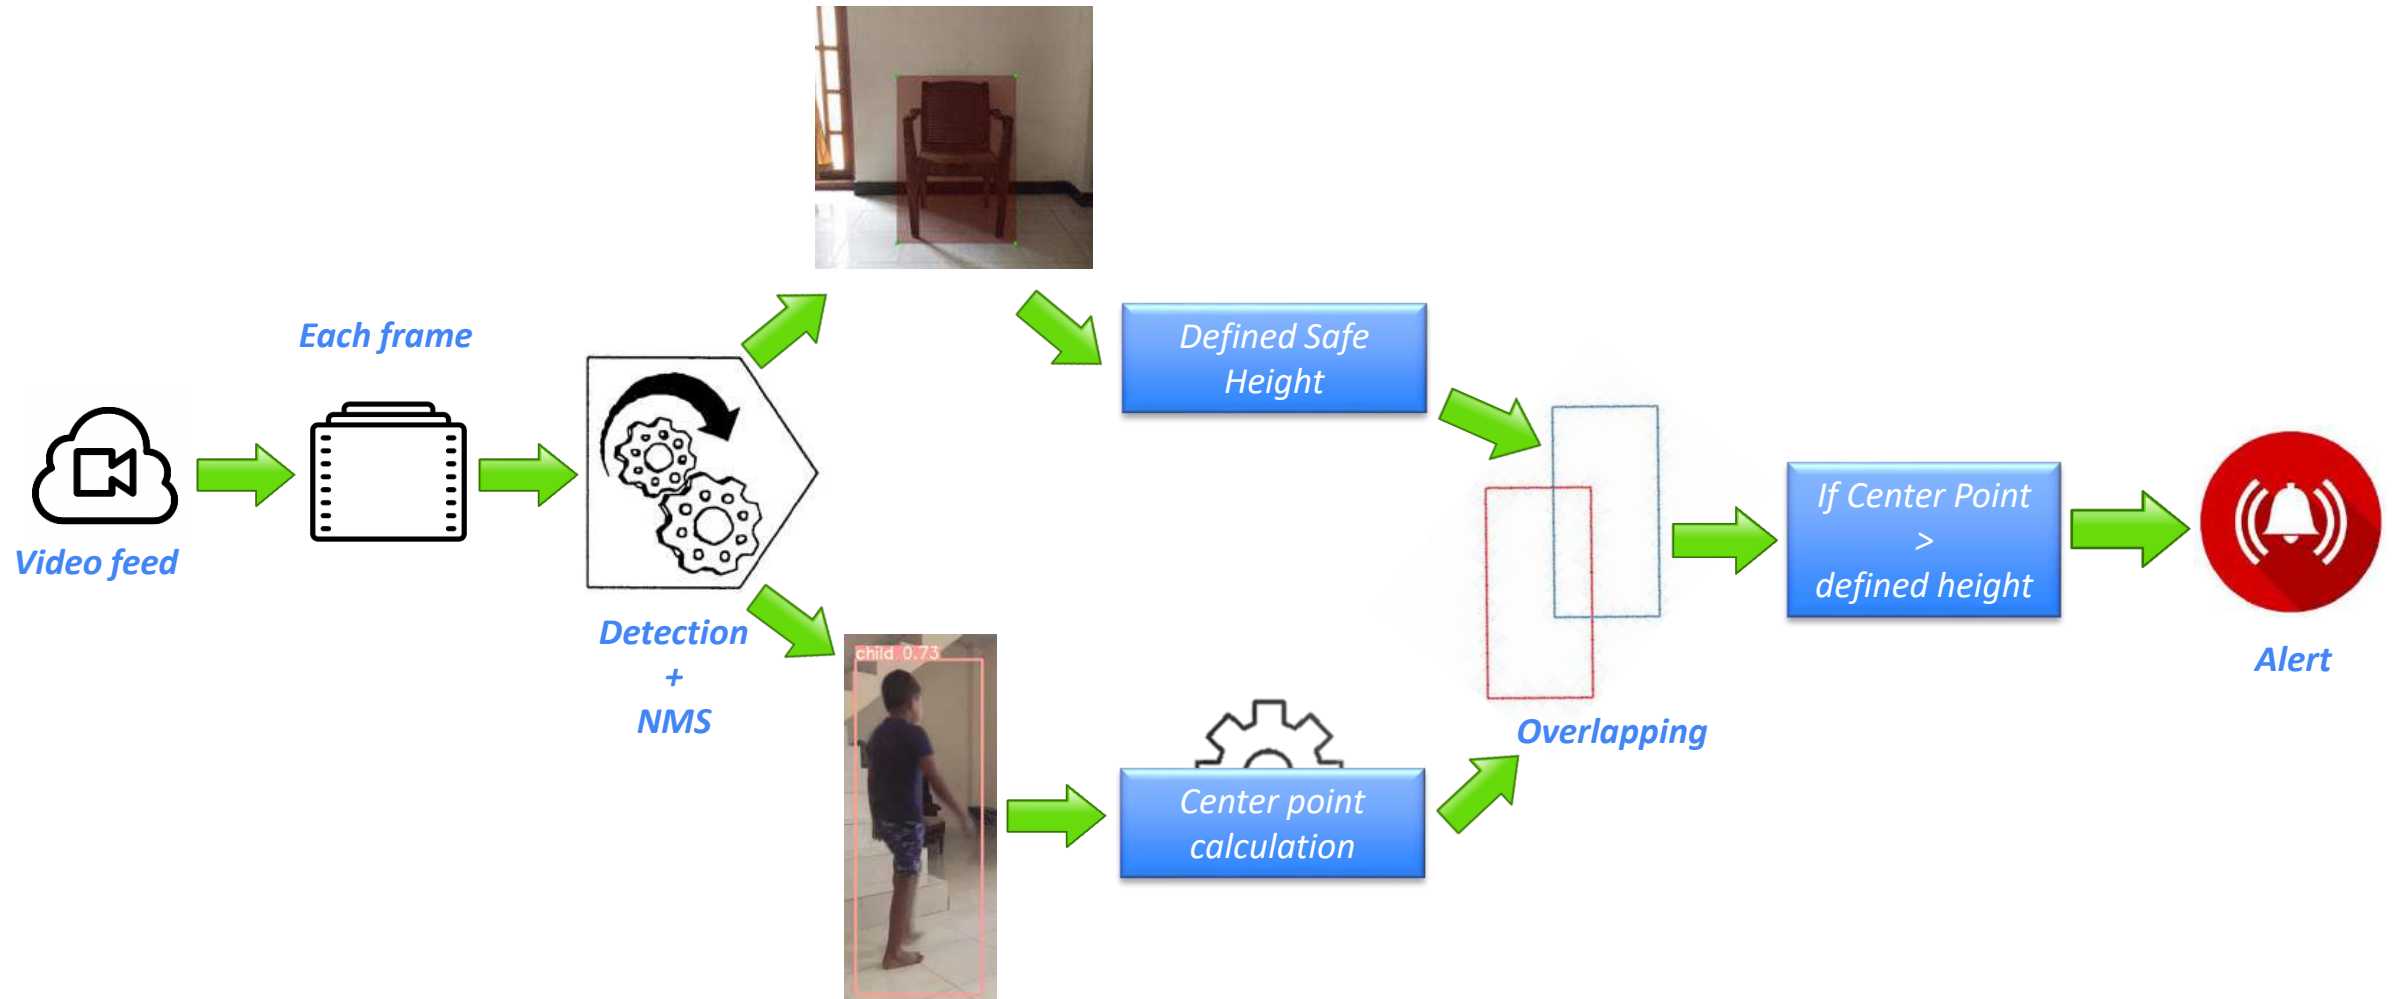 Each frame
Video feed
Detection
+
NMS
child 0.73
Defined Safe
Height
Center point
calculation
Overlapping
If Center Point
>
defined height
Alert